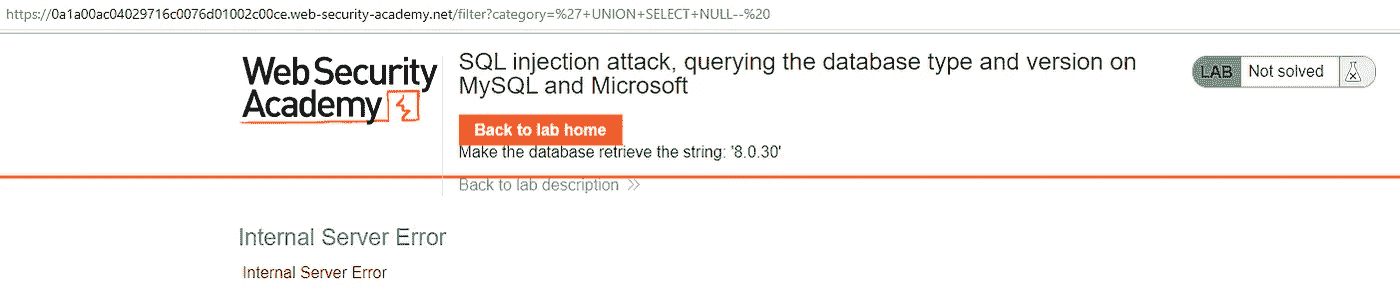 https://0a1a00ac04029716c0076d01002c00ce.web-security-academy.net/filter?category=%27+UNION+SELECT+NULL--%20
WebSecurity
Academy
SQL injection attack, querying the database type and version on
MySQL and Microsoft
LAB Not solved
Back to lab home
Make the database retrieve the string: '8.0.30'
Back to lab description
Internal Server Error
Internal Server Error